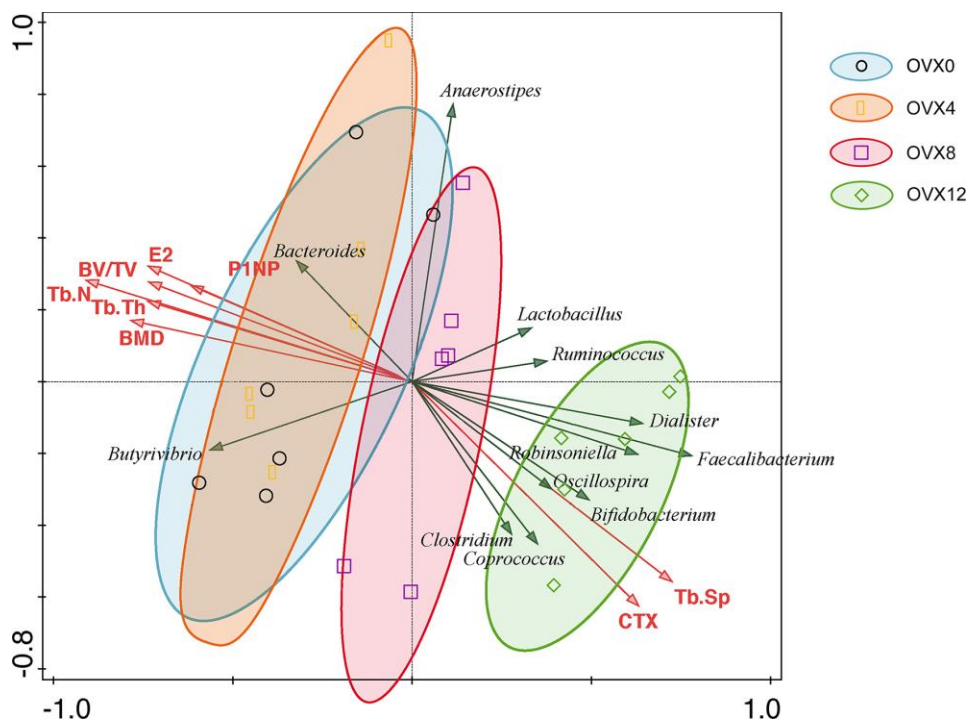 1.0
OVX0
Anaerostipes
OVX4
OVX8
OVX12
Bacteroides
E2
P1NP
BV/TV
Tb.N
Tb.Th
Lactobacillus
BMD
Ruminococcus
Dialister
Butyrivibrio
Robinsoniella
Faecalibacterium
Oscillospira
Bifidobacterium
Clostridium
Coprococcus
Tb.Sp
CTX
-0.8
-1.0
1.0